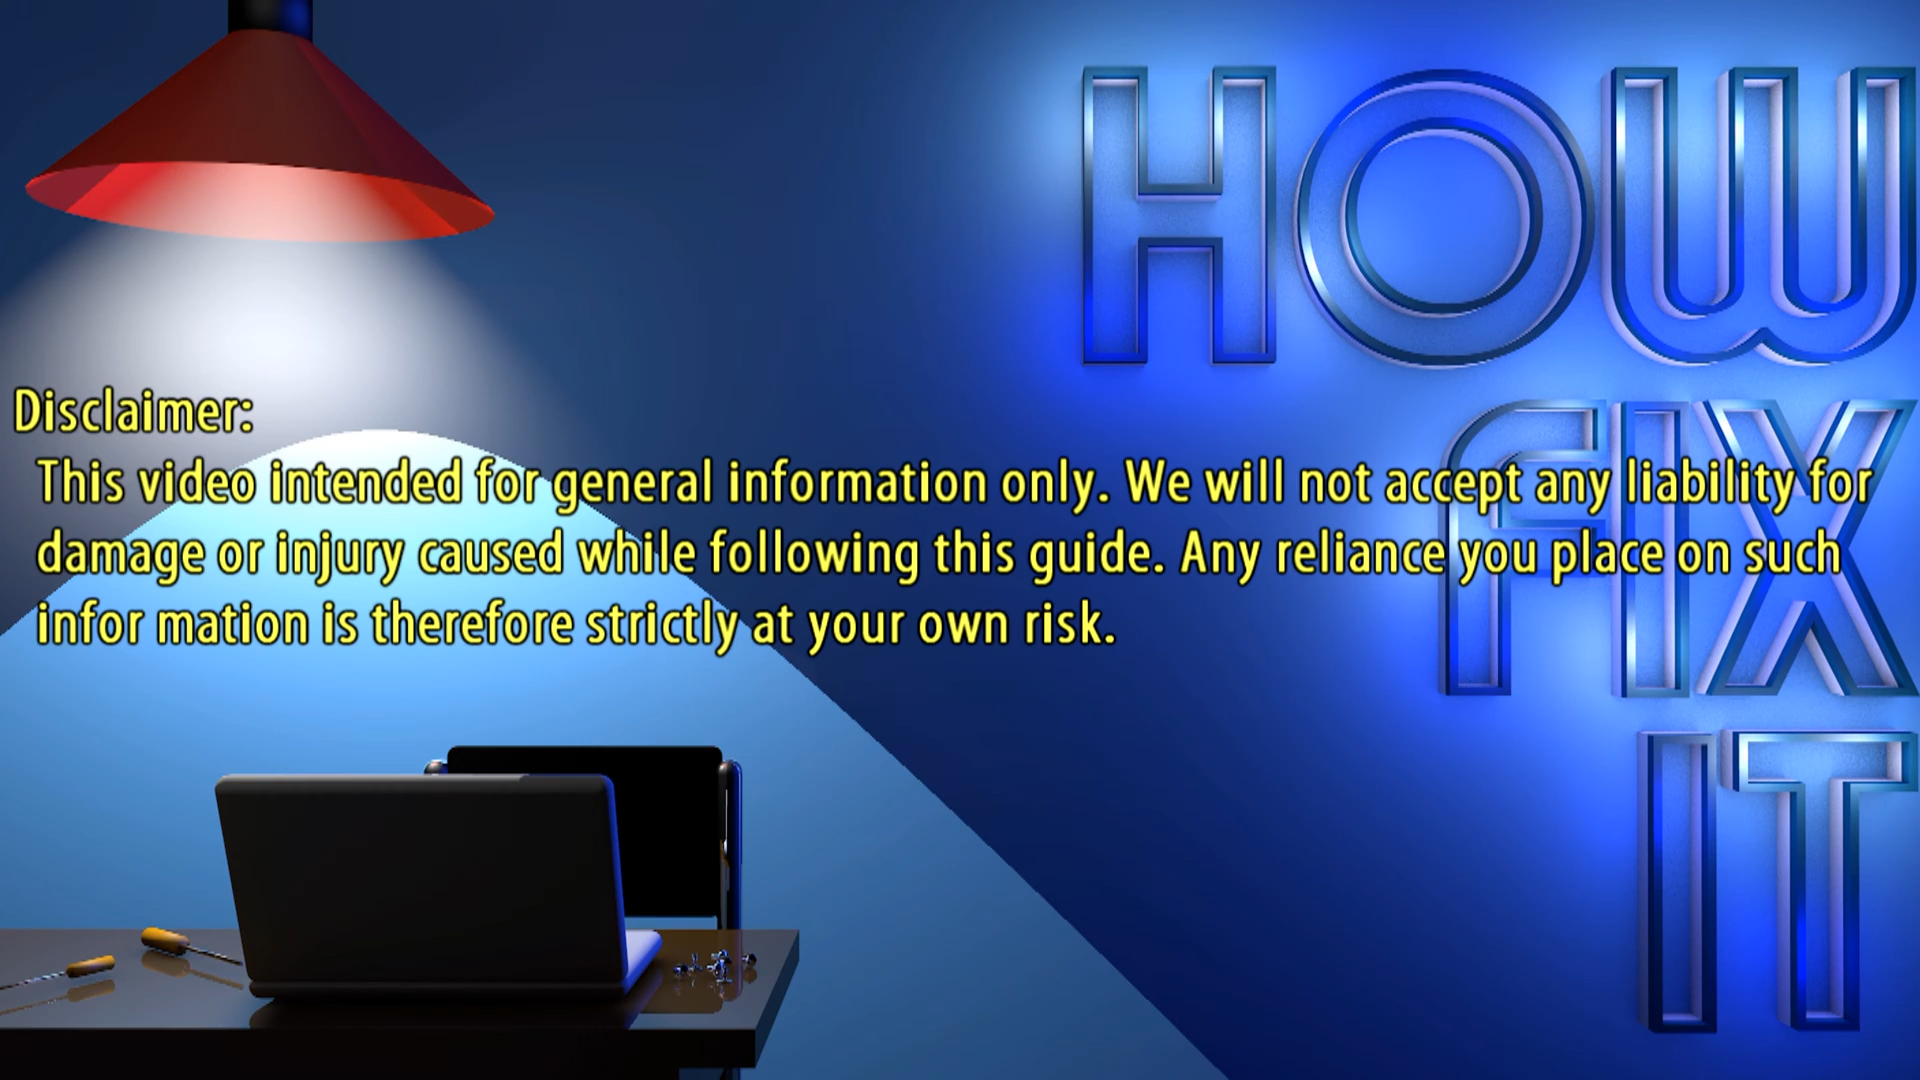 HOW
FIX
IT
Disclaimer:
This video intended for general information only. We will not accept any liability for
damage or injury caused while following this guide. Any reliance you place on such
infor mation is therefore strictly at your own risk.